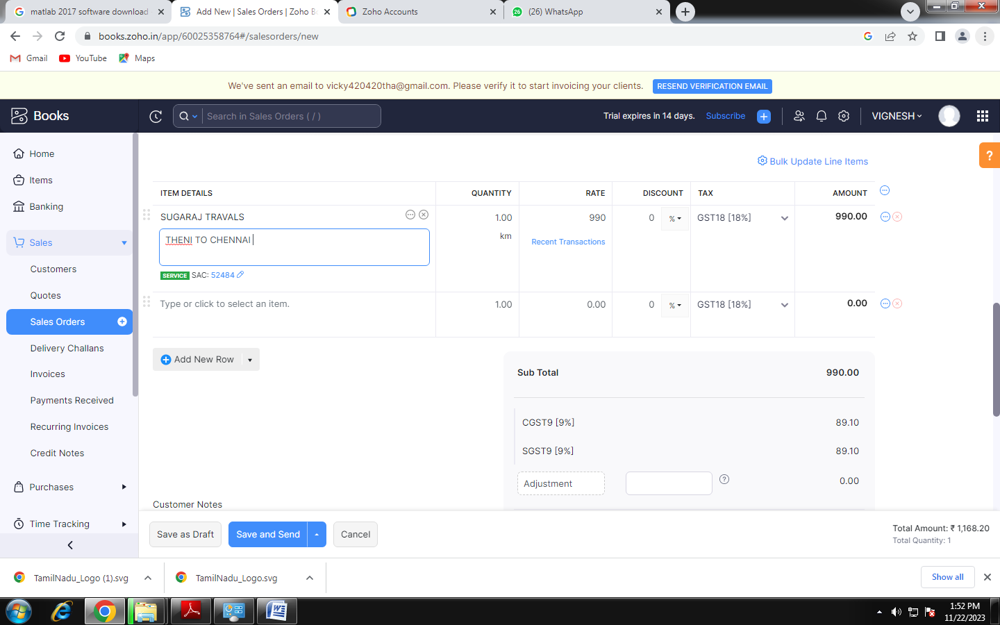 matlab 2017 software download
Add New | Sales Orders | Zoho Bo
Zoho Accounts
(26) WhatsApp
books.zoho.in/app/60025358764#/salesorders/new
Gmail
YouTube
Maps
We've sent an email to vicky420420tha@gmail.com. Please verify it to start invoicing your clients.
RESEND VERIFICATION EMAIL
Books
Search in Sales Orders ( / )
Trial expires in 14 days.
Subscribe
VIGNESH
Home
Items
Banking
Sales
Customers
Quotes
Sales Orders
Delivery Challans
Invoices
Payments Received
Recurring Invoices
Credit Notes
Purchases
Time Tracking
?
Bulk Update Line Items
ITEM DETAILS QUANTITY RATE DISCOUNT TAX AMOUNT
SUGARAJ TRAVALS 1.00 990 0 % GST18 [18%] 990.00
km
THENI TO CHENNAI
Recent Transactions
SERVICE SAC: 52484
Type or click to select an item. 1.00 0.00 0 % GST18 [18%] 0.00
Add New Row
Sub Total 990.00
CGST9 [9%] 89.10
SGST9 [9%] 89.10
Adjustment 0.00
Customer Notes
Save as Draft
Save and Send
Cancel
Total Amount: ₹ 1,168.20
Total Quantity: 1
TamilNadu_Logo (1).svg
TamilNadu_Logo.svg
Show all
1:52 PM
11/22/2023